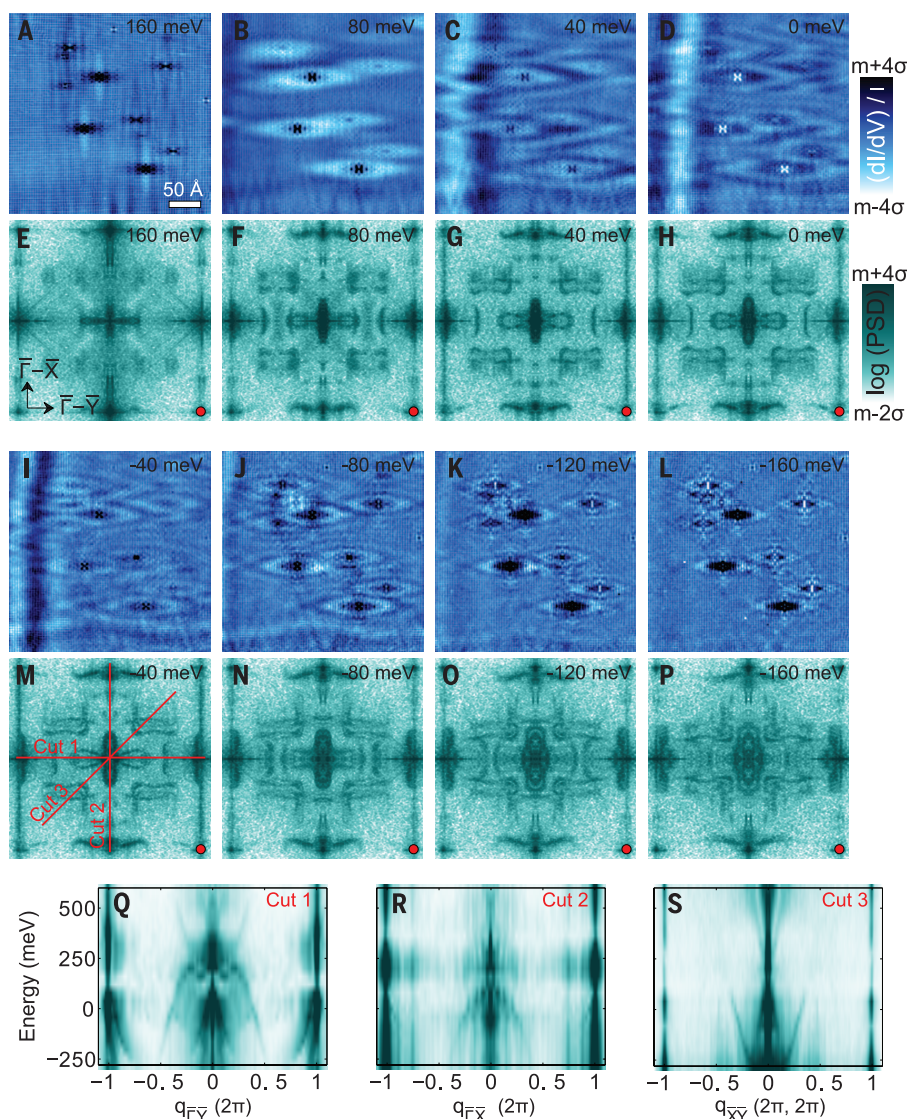 A 160 meV
B 80 meV
C 40 meV
D 0 meV
50 Å
m+4σ
(dI/dV) / I
m-4σ
E 160 meV
F 80 meV
G 40 meV
H 0 meV
Γ̅–X̅
Γ̅–Y̅
m+4σ
log (PSD)
m-2σ
I -40 meV
J -80 meV
K -120 meV
L -160 meV
M -40 meV
N -80 meV
O -120 meV
P -160 meV
Cut 1
Cut 3
Cut 2
Q Cut 1
R Cut 2
S Cut 3
Energy (meV)
500
250
0
−250
−1 −0.5 0 0.5 1
−1 −0.5 0 0.5 1
−1 −0.5 0 0.5 1
q_Γ̅Y̅ (2π)
q_Γ̅X̅ (2π)
q_X̅Y̅ (2π, 2π)